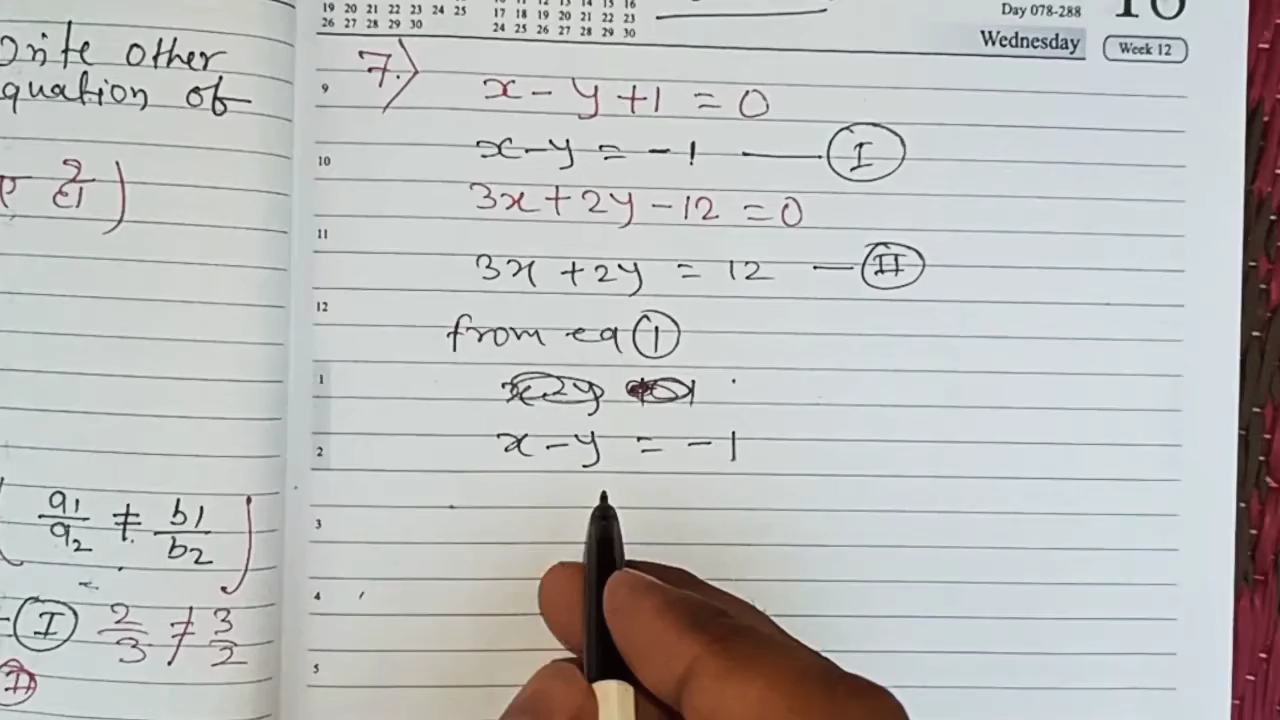 19 20 21 22 23 24 25
26 27 28 29 30
17 18 19 20 21 22 23
24 25 26 27 28 29 30
Day 078-288
Wednesday
Week 12
rite other
quation of
2/1)
a1/a2 ≠ b1/b2
I 2/3 ≠ 3/2
II
7.)
9
x - y + 1 = 0
10
x - y = -1 — I
3x + 2y - 12 = 0
11
3x + 2y = 12 — II
12
from eq 1
1
2
x - y = -1
3
4
5